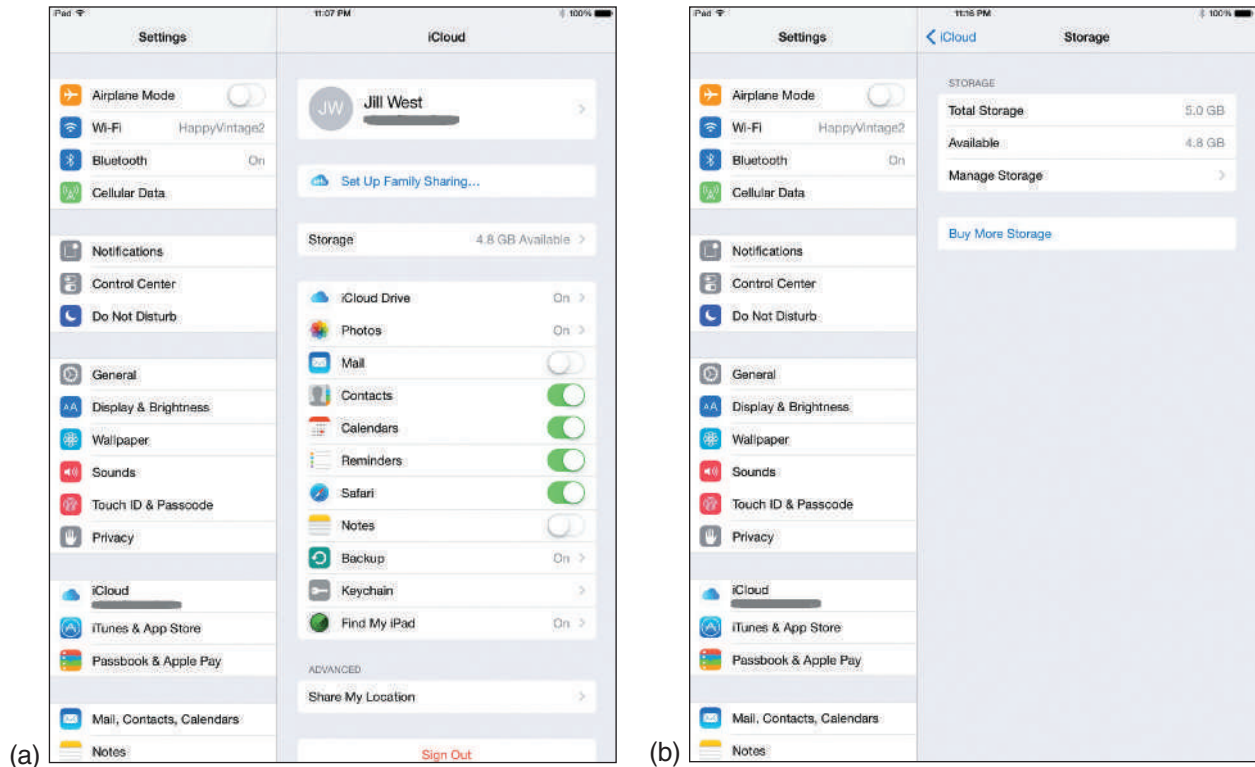 iPad
11:07 PM
100%
Settings
iCloud
Airplane Mode
Wi-Fi
HappyVintage2
Bluetooth
On
Cellular Data
Notifications
Control Center
Do Not Disturb
General
AA
Display & Brightness
Wallpaper
Sounds
Touch ID & Passcode
Privacy
iCloud
iTunes & App Store
Passbook & Apple Pay
Mail, Contacts, Calendars
Notes
JW
Jill West
Set Up Family Sharing...
Storage
4.8 GB Available
iCloud Drive
On
Photos
On
Mail
Contacts
Calendars
Reminders
Safari
Notes
Backup
On
Keychain
Find My iPad
On
ADVANCED
Share My Location
Sign Out
(a)
iPad
11:16 PM
100%
Settings
iCloud
Storage
Airplane Mode
Wi-Fi
HappyVintage2
Bluetooth
On
Cellular Data
Notifications
Control Center
Do Not Disturb
General
AA
Display & Brightness
Wallpaper
Sounds
Touch ID & Passcode
Privacy
iCloud
iTunes & App Store
Passbook & Apple Pay
Mail, Contacts, Calendars
Notes
STORAGE
Total Storage
5.0 GB
Available
4.8 GB
Manage Storage
Buy More Storage
(b)